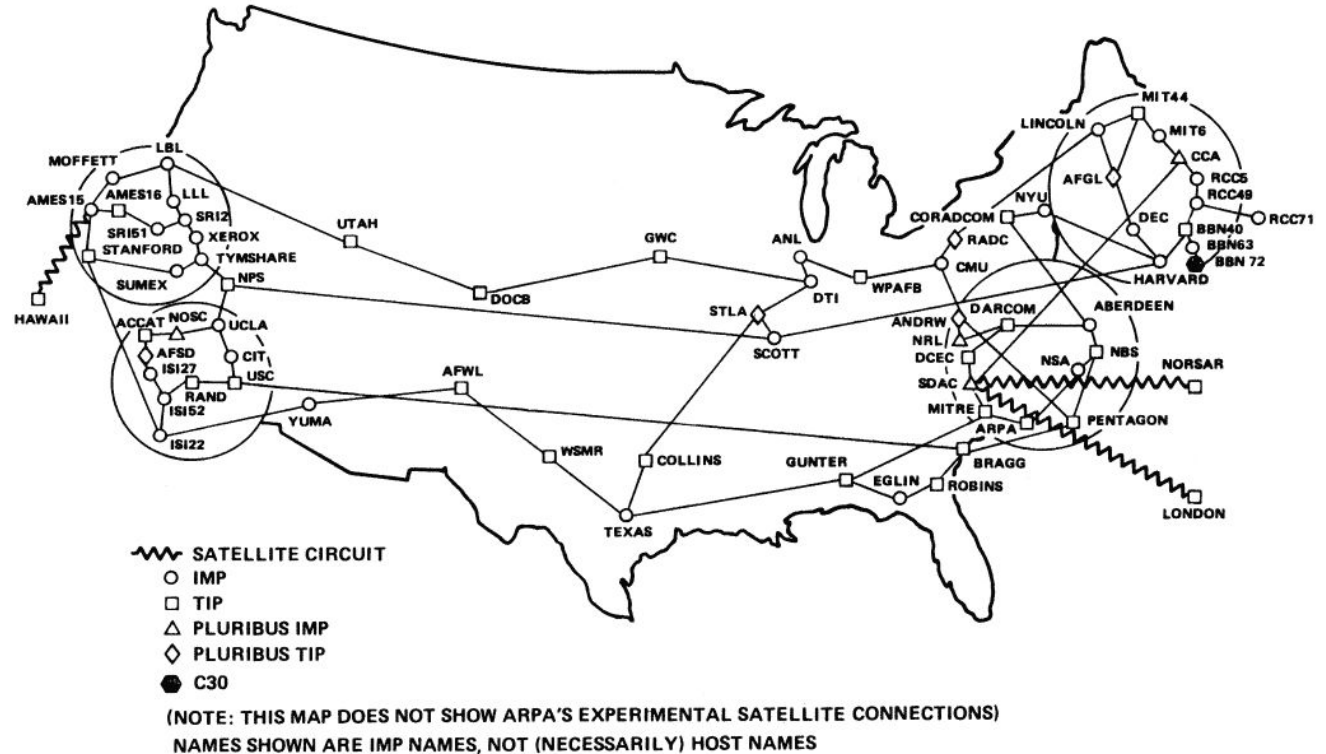 MIT44
LINCOLN
MIT6
CCA
AFGL
RCC5
RCC49
RCC71
DEC
BBN40
BBN63
BBN 72
HARVARD
MOFFETT
LBL
AMES15
AMES16
LLL
SRI2
SRI51
XEROX
STANFORD
TYMSHARE
SUMEX
NPS
HAWAII
UTAH
DOCB
GWC
ANL
DTI
WPAFB
STLA
SCOTT
CORADCOM
NYU
RADC
CMU
ACCAT
NOSC
UCLA
AFSD
CIT
ISI27
RAND
USC
ISI52
ISI22
YUMA
AFWL
WSMR
COLLINS
TEXAS
GUNTER
EGLIN
ROBINS
BRAGG
DARCOM
ABERDEEN
ANDRW
NRL
DCEC
NSA
NBS
SDAC
NORSAR
MITRE
ARPA
PENTAGON
LONDON
SATELLITE CIRCUIT
IMP
TIP
PLURIBUS IMP
PLURIBUS TIP
C30
(NOTE: THIS MAP DOES NOT SHOW ARPA'S EXPERIMENTAL SATELLITE CONNECTIONS)
NAMES SHOWN ARE IMP NAMES, NOT (NECESSARILY) HOST NAMES